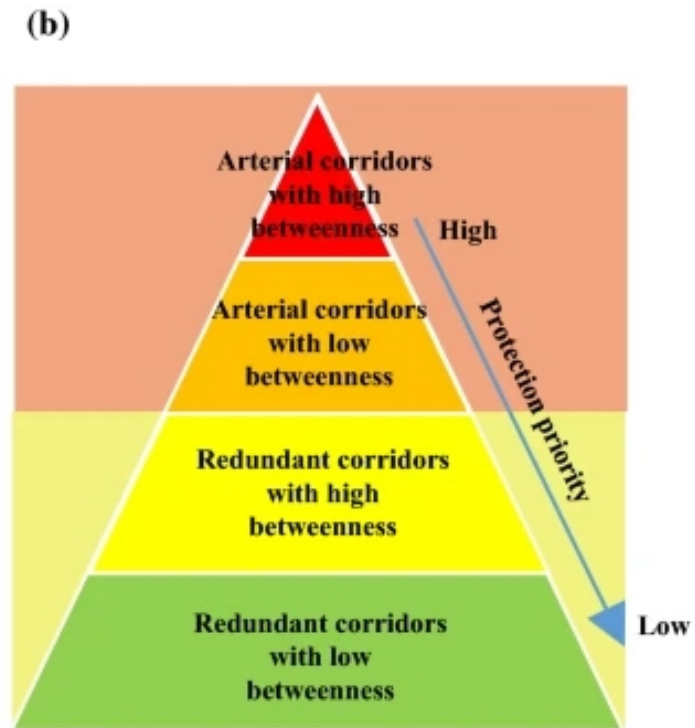 (b)
Arterial corridors
with high
betweenness
High
Arterial corridors
with low
betweenness
Protection priority
Redundant corridors
with high
betweenness
Redundant corridors
with low
betweenness
Low